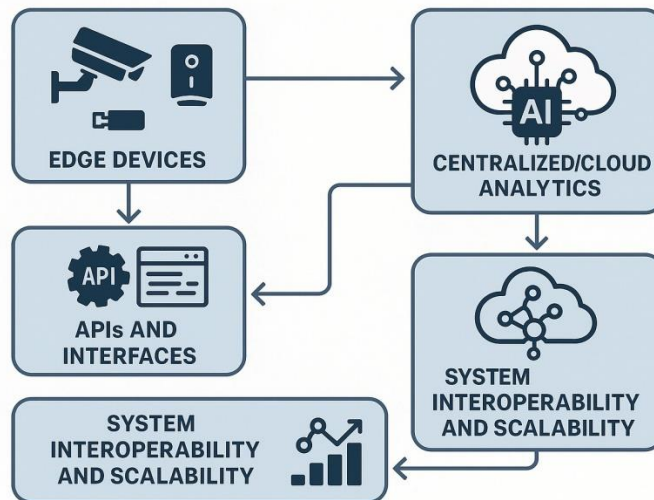 EDGE DEVICES
AI
CENTRALIZED/CLOUD
ANALYTICS
API
APIs AND
INTERFACES
SYSTEM
INTEROPERABILITY
AND SCALABILITY
SYSTEM
INTEROPERABILITY
AND SCALABILITY